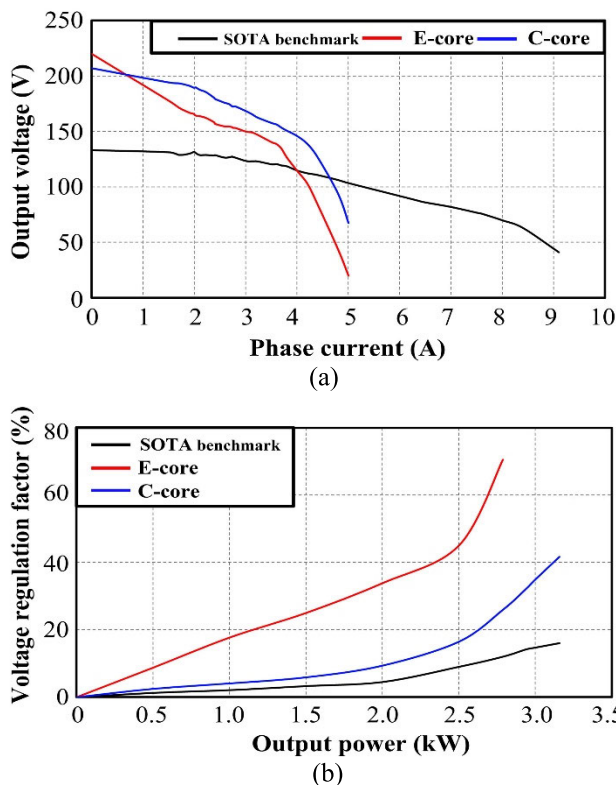 SOTA benchmark E-core C-core
Output voltage (V)
250
200
150
100
50
0
0 1 2 3 4 5 6 7 8 9 10
Phase current (A)
(a)
Voltage regulation factor (%)
80
60
40
20
0
SOTA benchmark
E-core
C-core
0 0.5 1.0 1.5 2.0 2.5 3.0 3.5
Output power (kW)
(b)